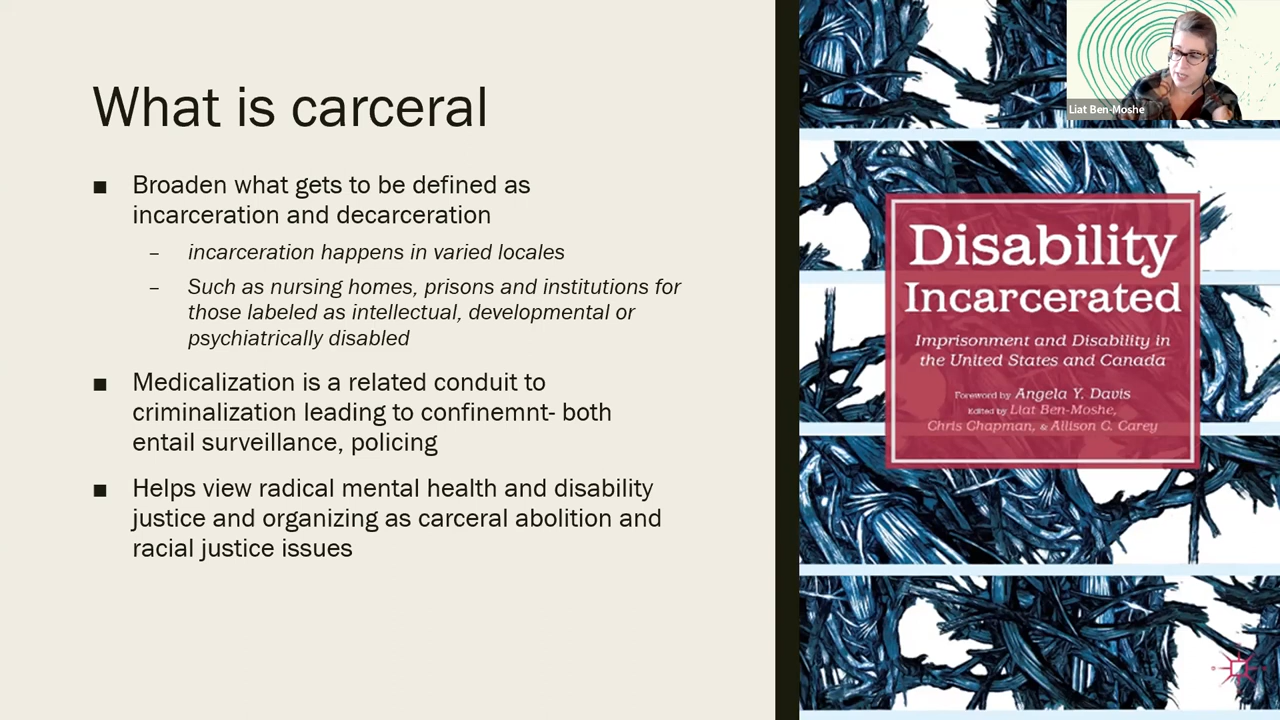 What is carceral
■ Broaden what gets to be defined as
incarceration and decarceration
– incarceration happens in varied locales
– Such as nursing homes, prisons and institutions for
those labeled as intellectual, developmental or
psychiatrically disabled
■ Medicalization is a related conduit to
criminalization leading to confinemnt- both
entail surveillance, policing
■ Helps view radical mental health and disability
justice and organizing as carceral abolition and
racial justice issues
Liat Ben-Moshe
Disability
Incarcerated
Imprisonment and Disability in
the United States and Canada
Foreword by Angela Y. Davis
Edited by Liat Ben-Moshe,
Chris Chapman, & Allison C. Carey